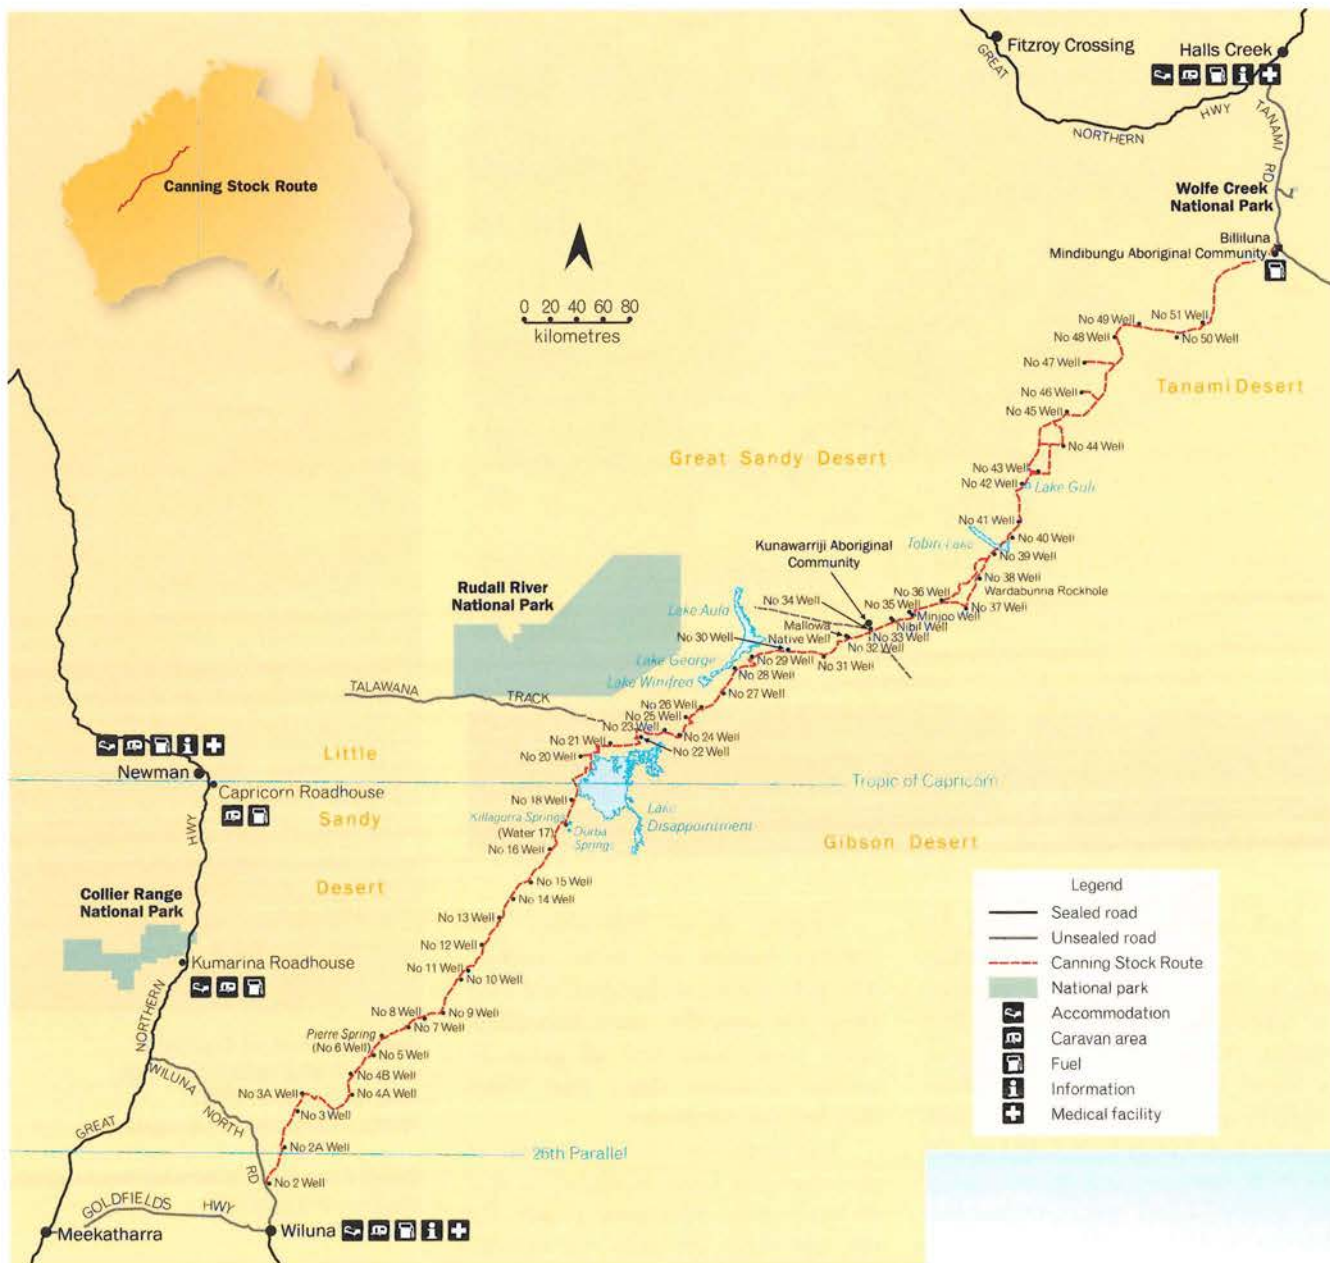 Canning Stock Route
Fitzroy Crossing
Halls Creek
GREAT
NORTHERN
HWY
TANAMI
RD
Wolfe Creek
National Park
Billiluna
Mindibungu Aboriginal Community
0 20 40 60 80
kilometres
No 51 Well
No 49 Well
No 50 Well
No 48 Well
No 47 Well
Tanami Desert
No 46 Well
No 45 Well
No 44 Well
Great Sandy Desert
No 43 Well
No 42 Well
Lake Guli
No 41 Well
No 40 Well
Tobin Lake
Kunawarriji Aboriginal
Community
No 39 Well
No 38 Well
Wardabunna Rockhole
Rudall River
National Park
No 36 Well
No 34 Well
No 35 Well
No 37 Well
Lake Auld
Minjoo Well
Mallowa
Nibil Well
No 30 Well
Native Well
No 33 Well
No 32 Well
Lake George
No 29 Well
No 31 Well
No 28 Well
Lake Winifred
TALAWANA
TRACK
No 27 Well
No 26 Well
No 25 Well
No 23 Well
No 24 Well
No 21 Well
No 22 Well
No 20 Well
Little
Newman
Tropic of Capricorn
Capricorn Roadhouse
No 18 Well
Lake
Disappointment
Killagurra Springs
(Water 17)
Durba
Springs
Sandy
HWY
No 16 Well
Gibson Desert
No 15 Well
Desert
No 14 Well
Collier Range
National Park
No 13 Well
No 12 Well
Kumarina Roadhouse
No 11 Well
No 10 Well
NORTHERN
No 8 Well
No 9 Well
No 7 Well
Pierre Spring
(No 6 Well)
No 5 Well
WILUNA
No 4B Well
No 3A Well
No 4A Well
NORTH
No 3 Well
GREAT
No 2A Well
26th Parallel
RD
No 2 Well
GOLDFIELDS
HWY
Meekatharra
Wiluna
Legend
Sealed road
Unsealed road
Canning Stock Route
National park
Accommodation
Caravan area
Fuel
Information
Medical facility